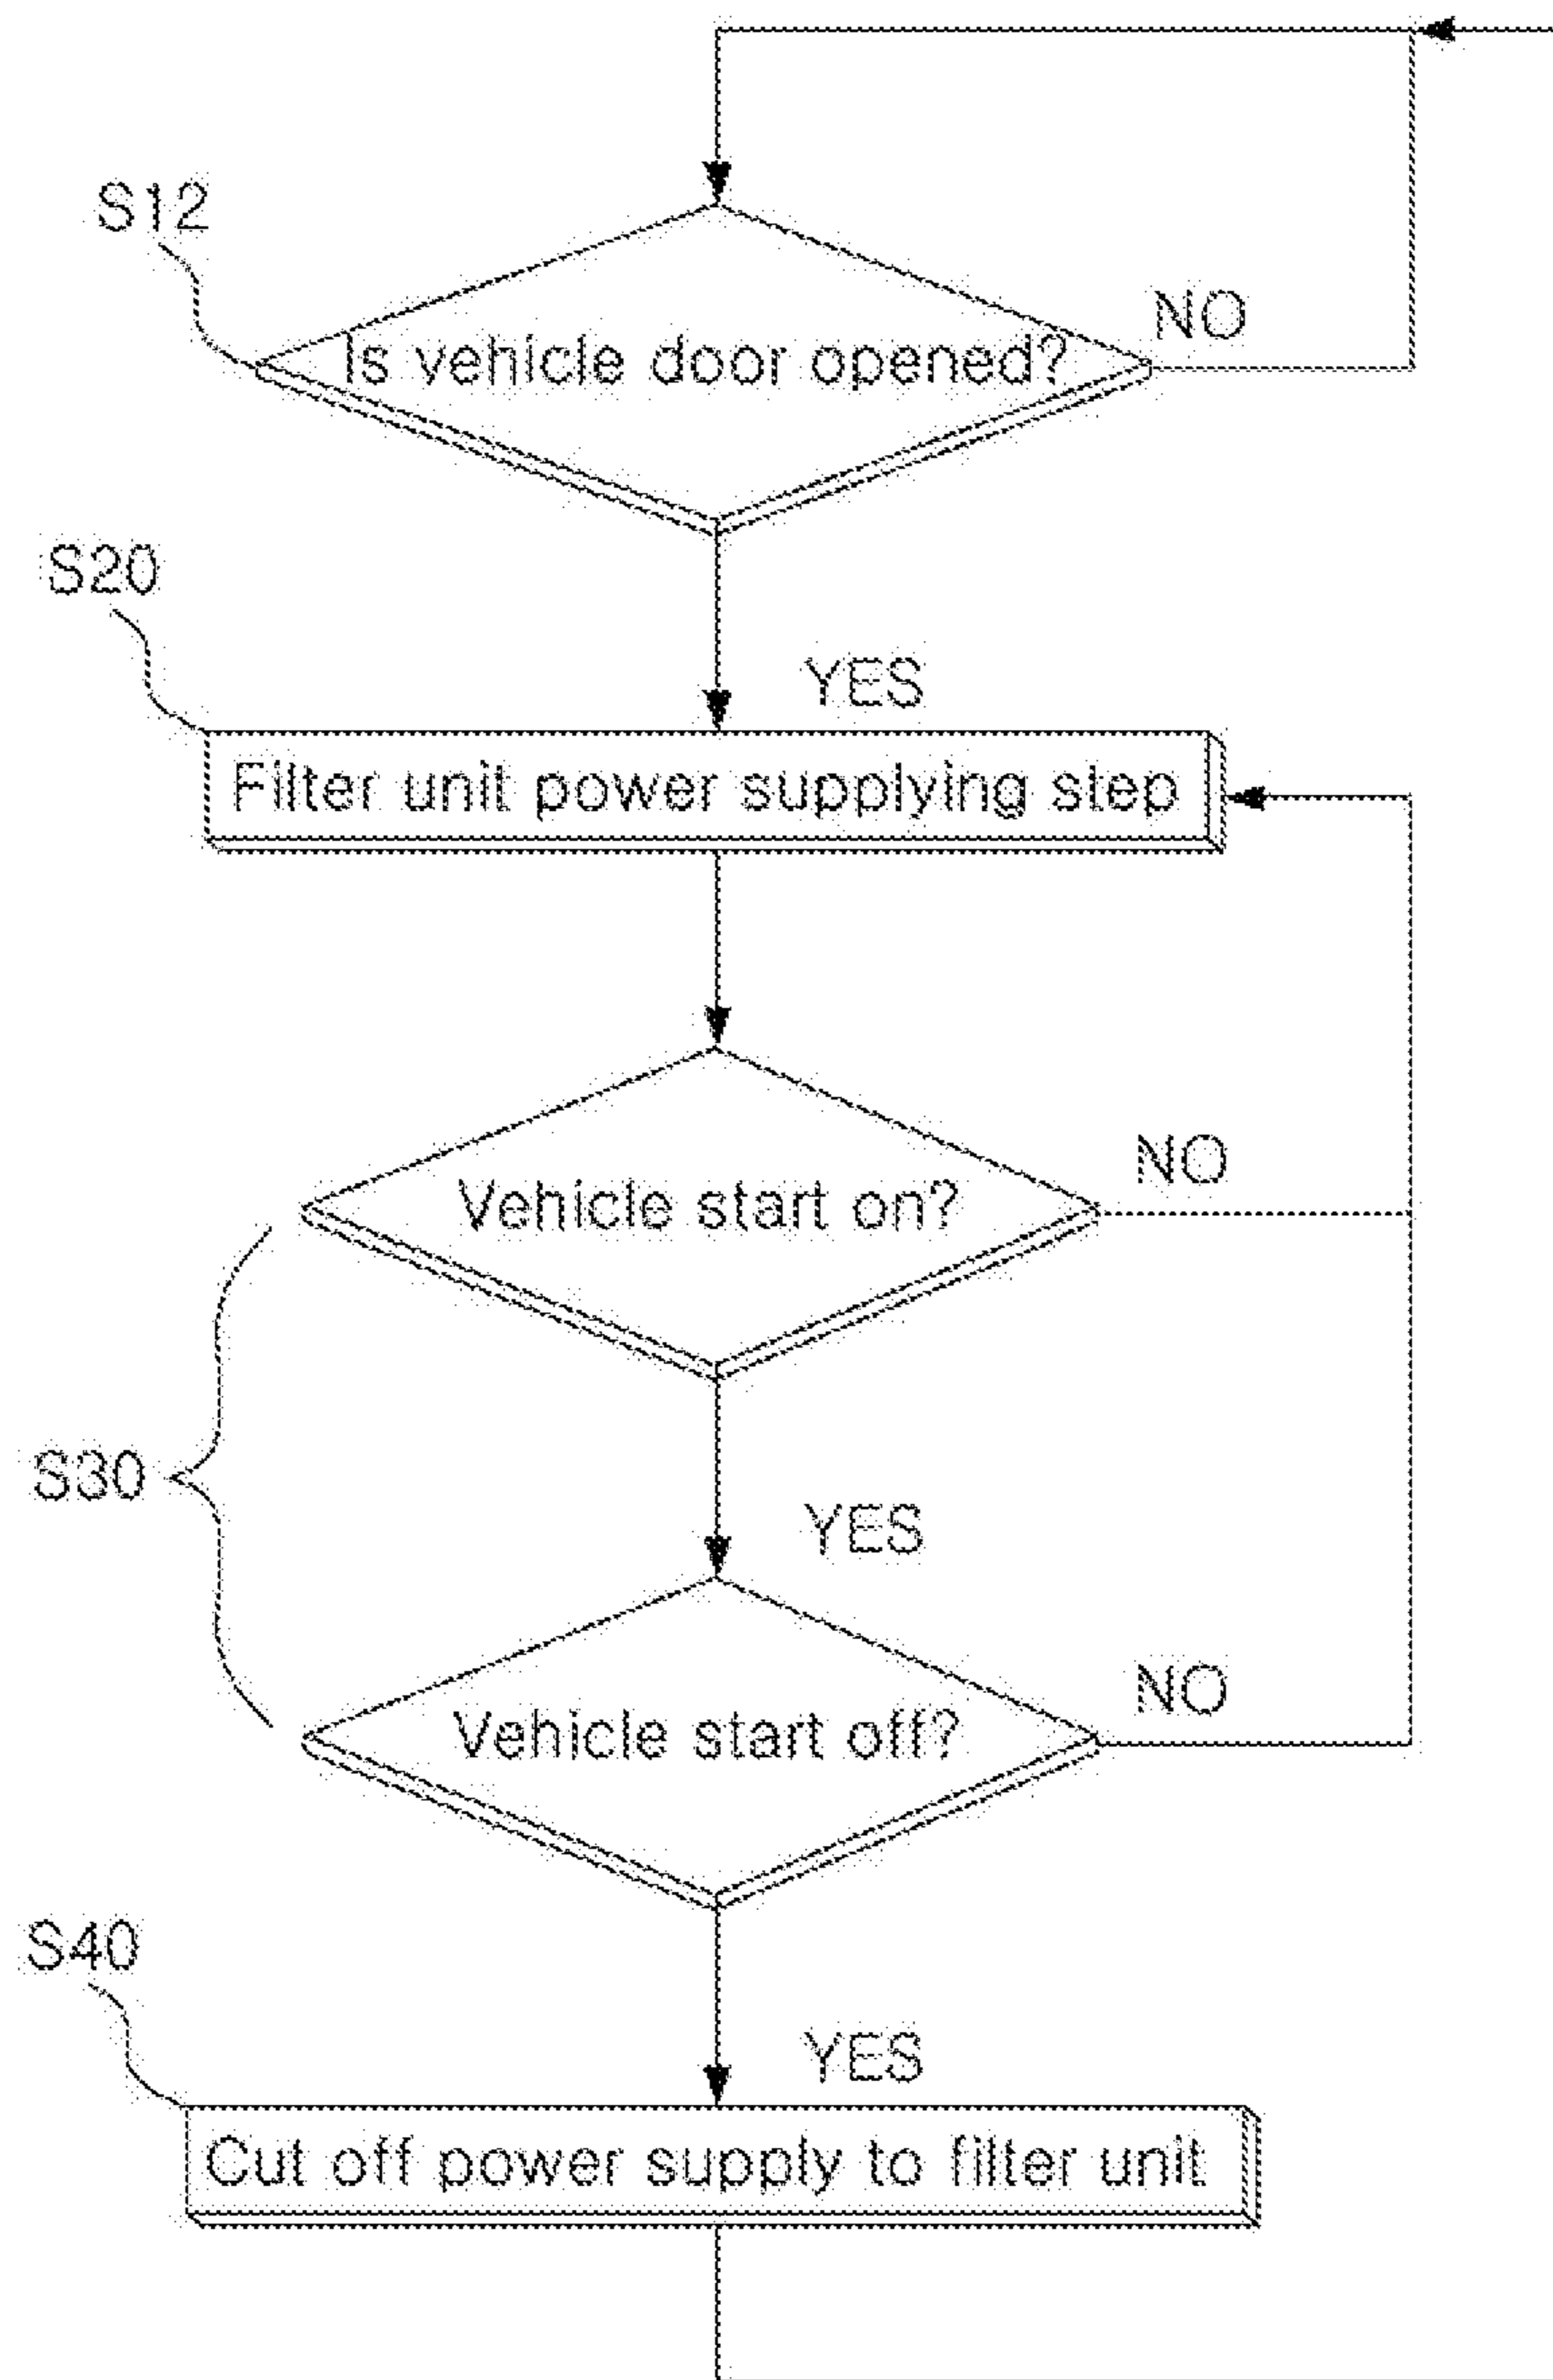 S12
Is vehicle door opened?
NO
S20
YES
Filter unit power supplying step
Vehicle start on?
NO
S30
YES
Vehicle start off?
NO
S40
YES
Cut off power supply to filter unit